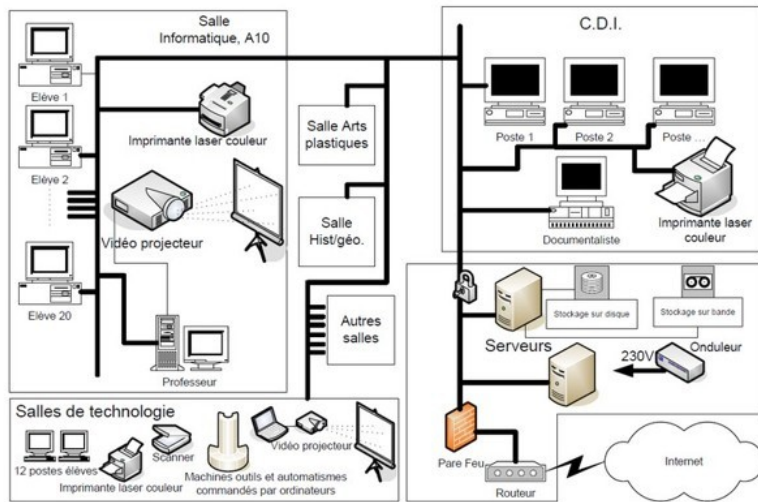 Salle
Informatique, A10
Elève 1
Imprimante laser couleur
Elève 2
Vidéo projecteur
Elève 20
Professeur
Salle Arts
plastiques
Salle
Hist/géo.
Autres
salles
C.D.I.
Poste 1
Poste 2
Poste ...
Documentaliste
Imprimante laser
couleur
Stockage sur disque
Stockage sur bande
Serveurs
Onduleur
230V
Pare Feu
Routeur
Internet
Salles de technologie
12 postes élèves
Imprimante laser couleur
Scanner
Machines outils et automatismes
commandés par ordinateurs
Vidéo projecteur